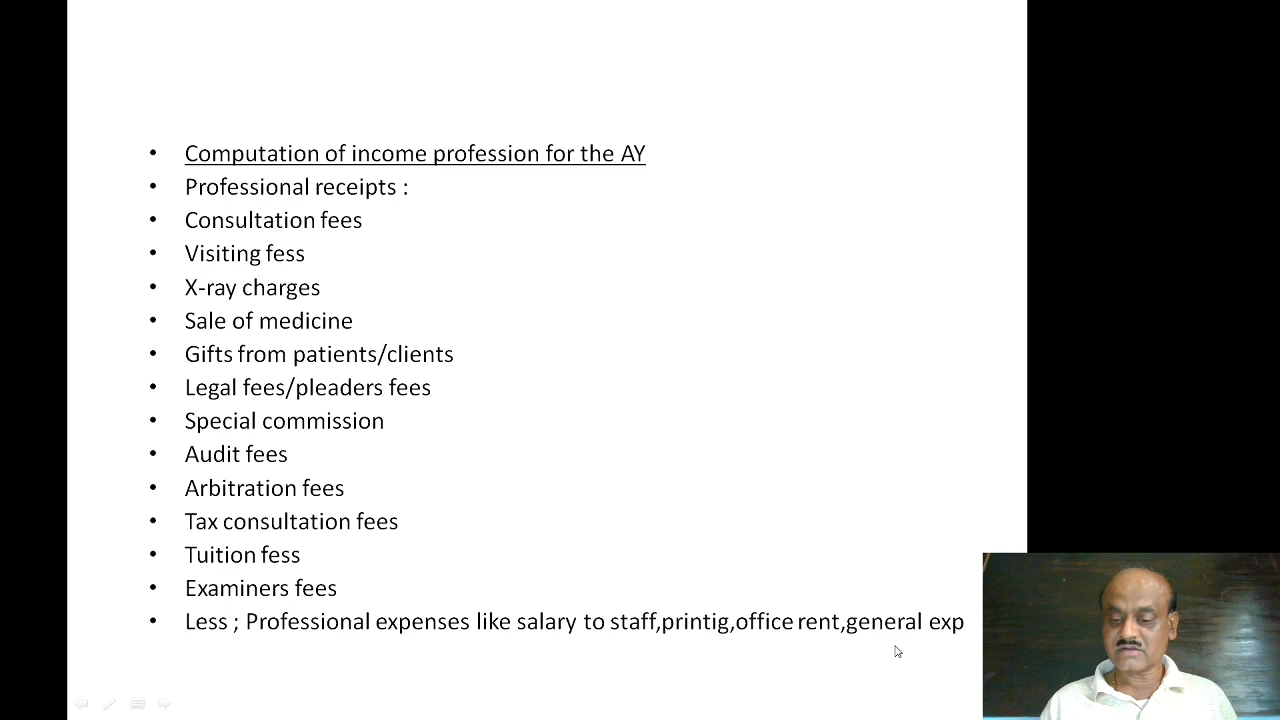 • Computation of income profession for the AY
• Professional receipts :
• Consultation fees
• Visiting fess
• X-ray charges
• Sale of medicine
• Gifts from patients/clients
• Legal fees/pleaders fees
• Special commission
• Audit fees
• Arbitration fees
• Tax consultation fees
• Tuition fess
• Examiners fees
• Less ; Professional expenses like salary to staff,printig,office rent,general exp